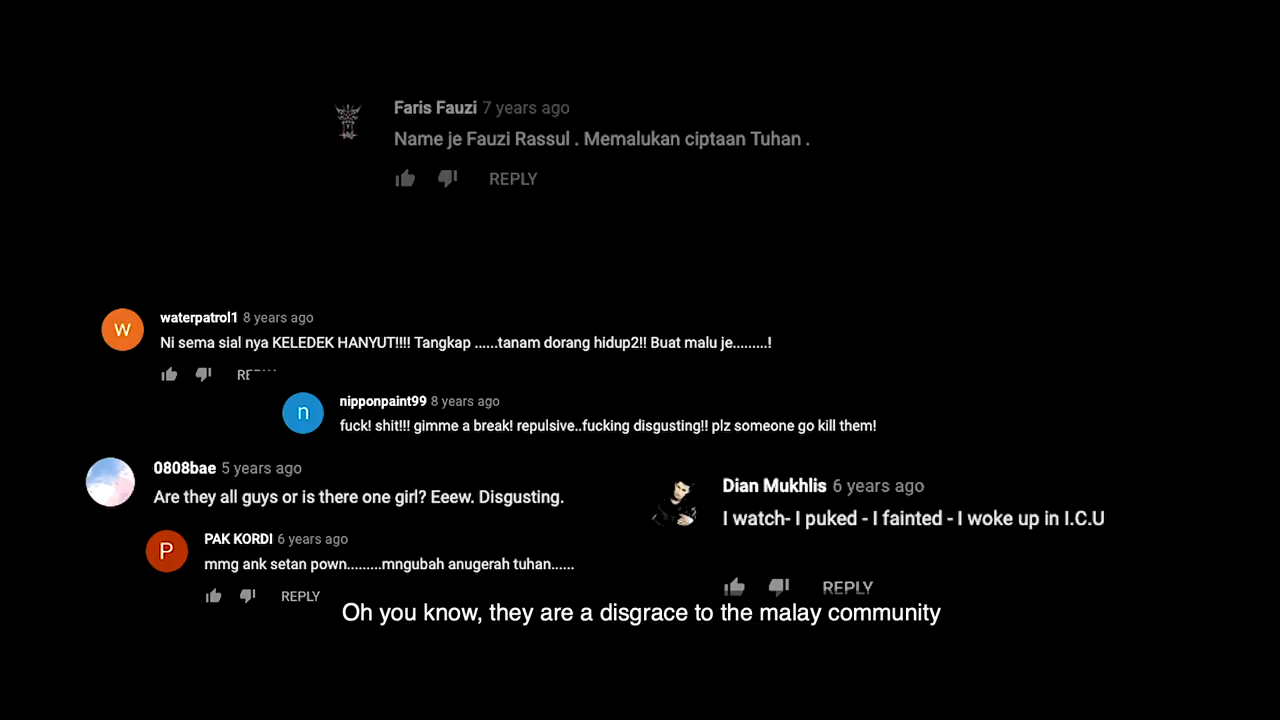 Faris Fauzi 7 years ago
Name je Fauzi Rassul . Memalukan ciptaan Tuhan .
REPLY
W
waterpatrol1 8 years ago
Ni sema sial nya KELEDEK HANYUT!!!! Tangkap ......tanam dorang hidup2!! Buat malu je.........!
n
nipponpaint99 8 years ago
fuck! shit!!! gimme a break! repulsive..fucking disgusting!! plz someone go kill them!
0808bae 5 years ago
Are they all guys or is there one girl? Eeew. Disgusting.
Dian Mukhlis 6 years ago
I watch- I puked - I fainted - I woke up in I.C.U
P
PAK KORDI 6 years ago
mmg ank setan pown.........mngubah anugerah tuhan......
REPLY
REPLY
Oh you know, they are a disgrace to the malay community